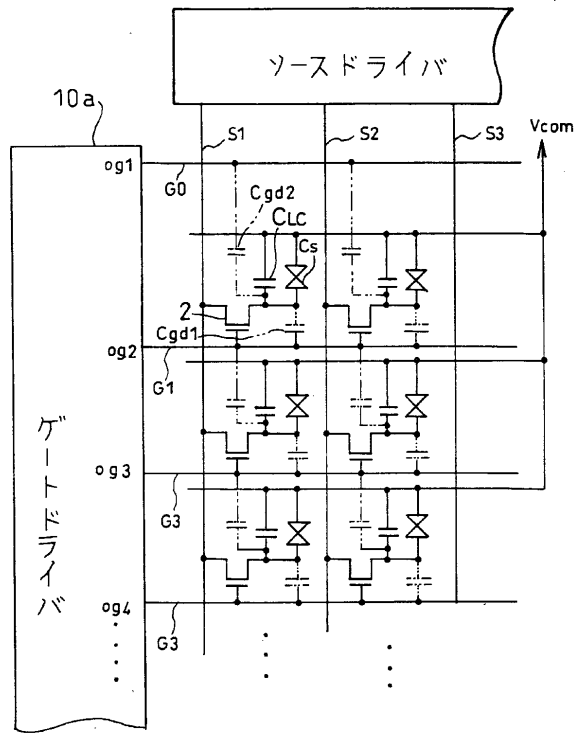 ソースドライバ
10a
S1
S2
S3
Vcom
og1
G0
Cgd2
CLC
Cs
2
Cgd1
og2
G1
ゲートドライバ
og3
G3
og4
G3